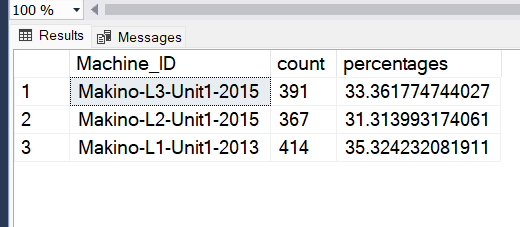 100 %
Results Messages
Machine_ID count percentages
1 Makino-L3-Unit1-2015 391 33.361774744027
2 Makino-L2-Unit1-2015 367 31.313993174061
3 Makino-L1-Unit1-2013 414 35.324232081911